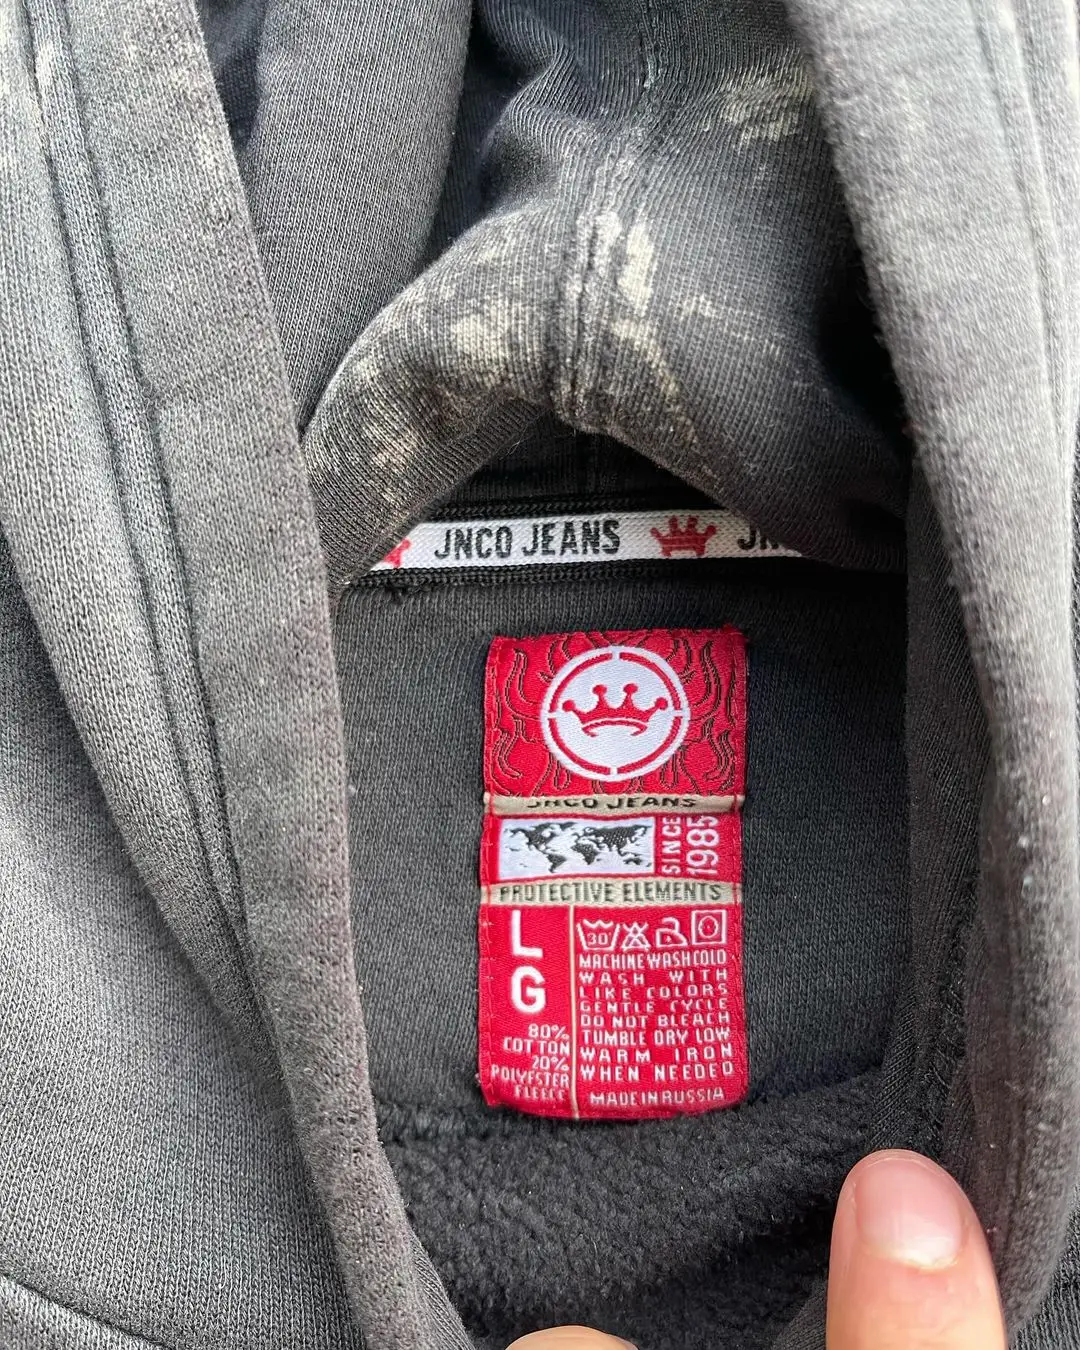 JNCO JEANS
JNCO JEANS
SINCE
1985
PROTECTIVE ELEMENTS
L
G
80%
COTTON
20%
POLYESTER
FLEECE
30
MACHINE WASH COLD
WASH WITH
LIKE COLORS
GENTLE CYCLE
DO NOT BLEACH
TUMBLE DRY LOW
WARM IRON
WHEN NEEDED
MADE IN RUSSIA